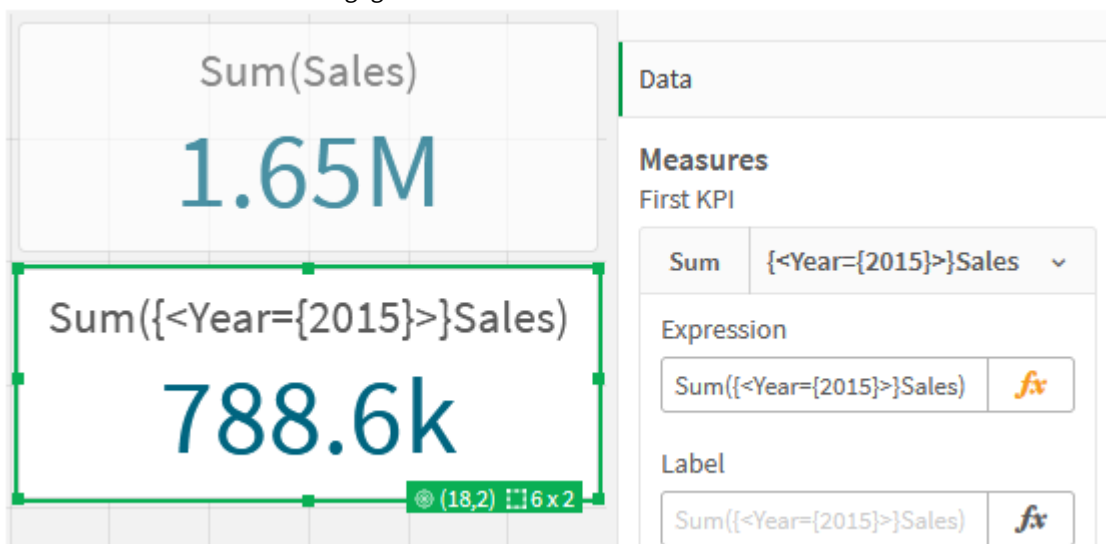 Sum(Sales)
1.65M
Sum({<Year={2015}>}Sales)
788.6k
(18,2) 6 x 2
Data
Measures
First KPI
Sum {<Year={2015}>}Sales
Expression
Sum({<Year={2015}>}Sales) fx
Label
Sum({<Year={2015}>}Sales) fx